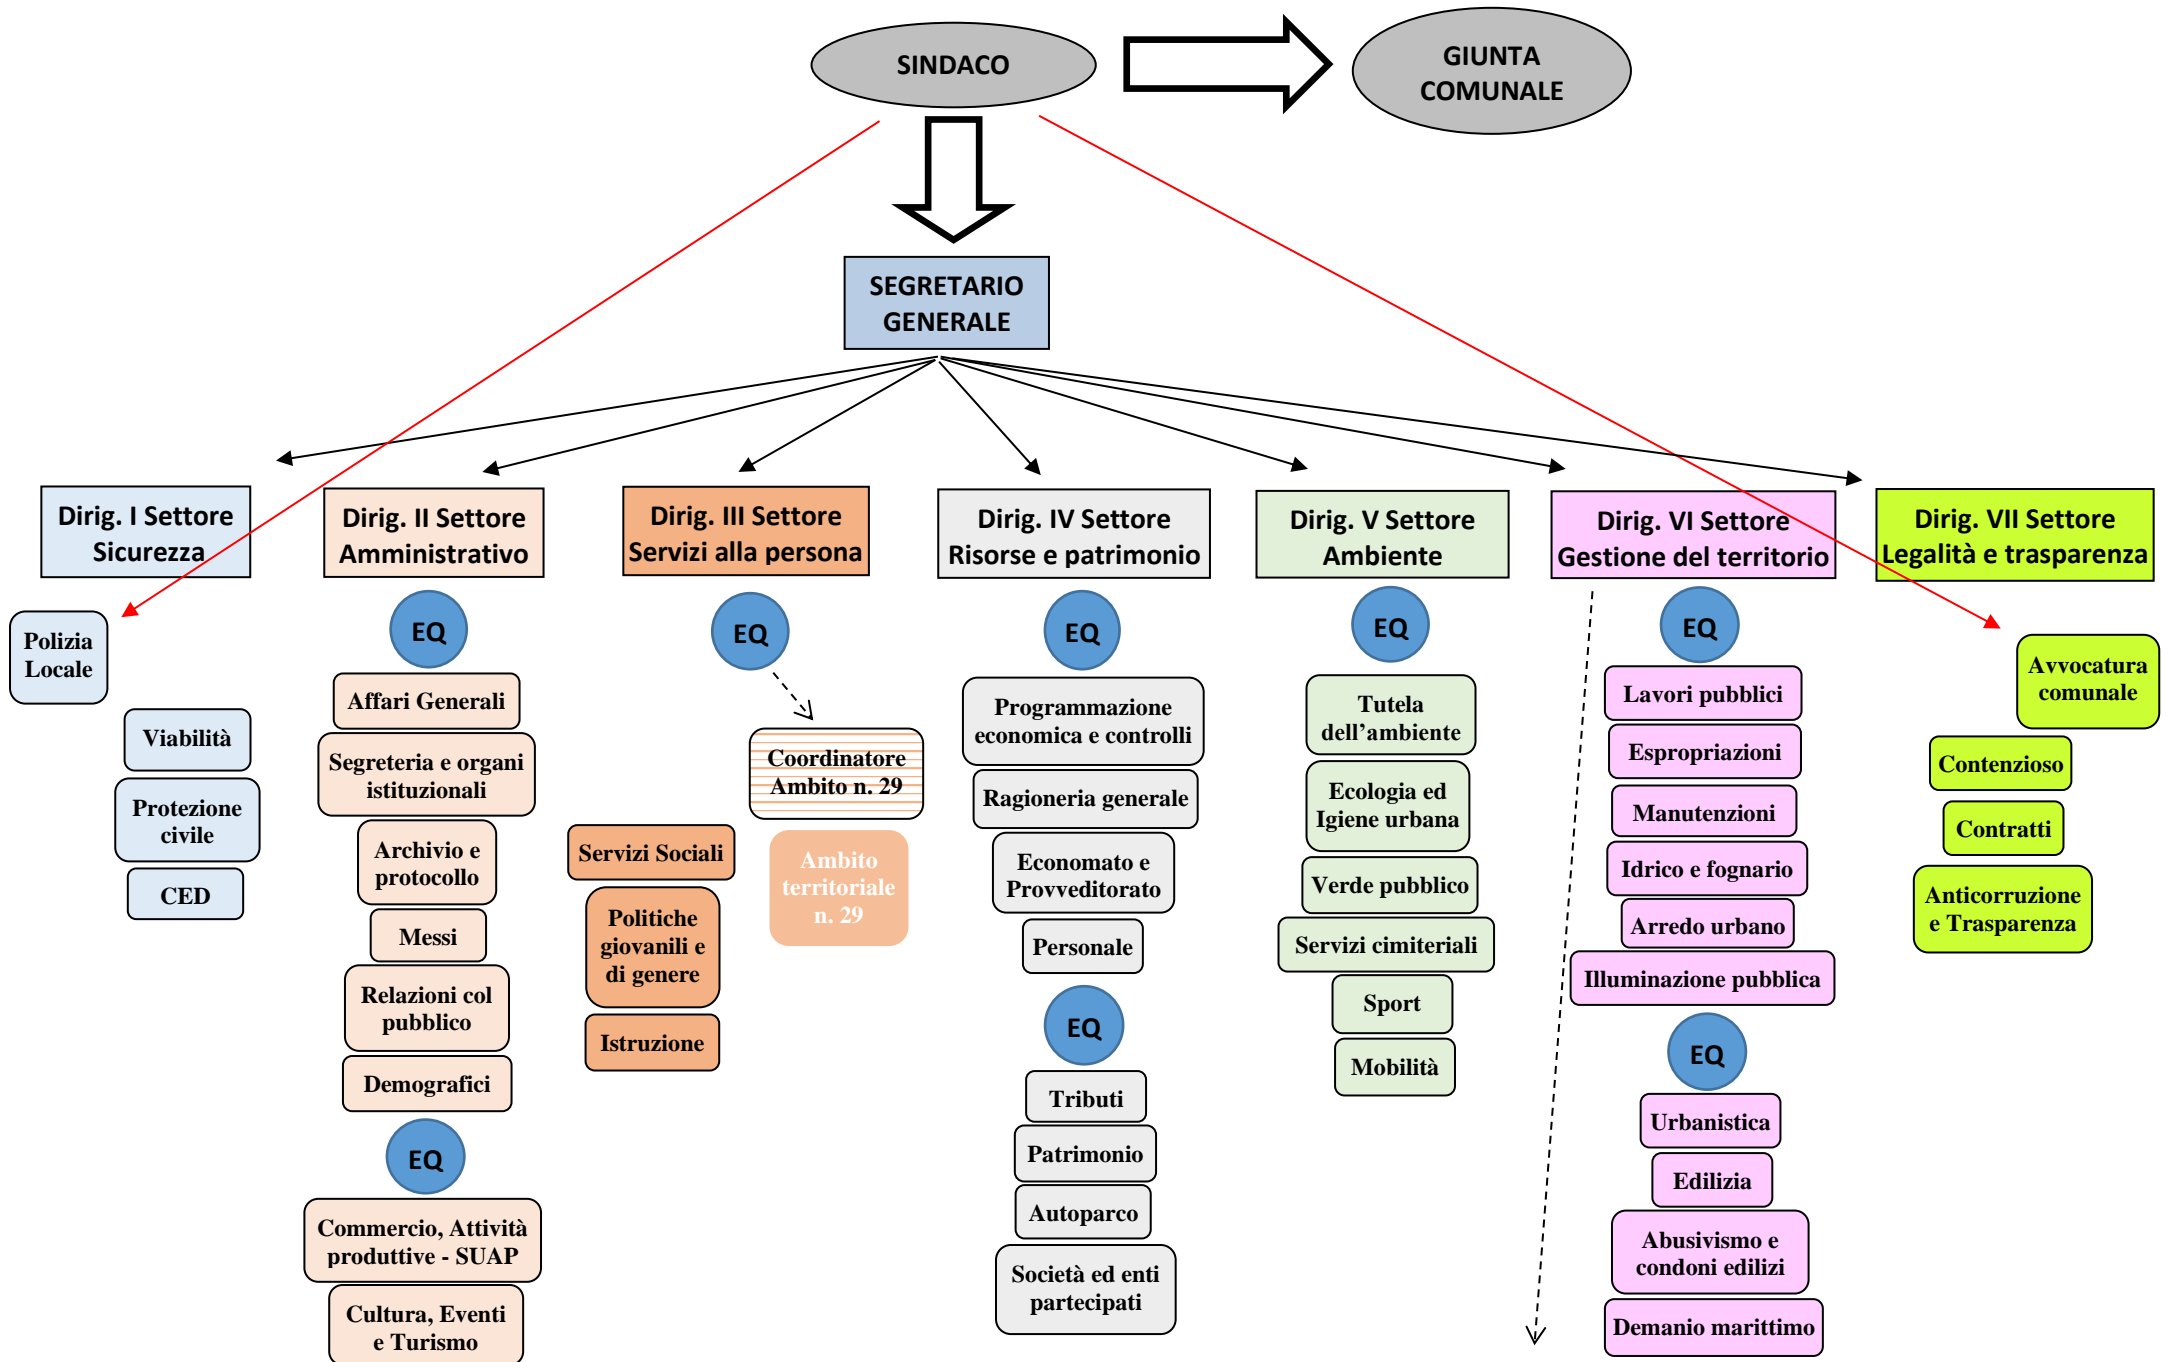 SINDACO
GIUNTA
COMUNALE
SEGRETARIO
GENERALE
Dirig. I Settore
Sicurezza
Polizia
Locale
Viabilità
Protezione
civile
CED
Dirig. II Settore
Amministrativo
EQ
Affari Generali
Segreteria e organi
istituzionali
Archivio e
protocollo
Messi
Relazioni col
pubblico
Demografici
EQ
Commercio, Attività
produttive - SUAP
Cultura, Eventi
e Turismo
Dirig. III Settore
Servizi alla persona
EQ
Coordinatore
Ambito n. 29
Ambito
territoriale
n. 29
Servizi Sociali
Politiche
giovanili e
di genere
Istruzione
Dirig. IV Settore
Risorse e patrimonio
EQ
Programmazione
economica e controlli
Ragioneria generale
Economato e
Provveditorato
Personale
EQ
Tributi
Patrimonio
Autoparco
Società ed enti
partecipati
Dirig. V Settore
Ambiente
EQ
Tutela
dell’ambiente
Ecologia ed
Igiene urbana
Verde pubblico
Servizi cimiteriali
Sport
Mobilità
Dirig. VI Settore
Gestione del territorio
EQ
Lavori pubblici
Espropriazioni
Manutenzioni
Idrico e fognario
Arredo urbano
Illuminazione pubblica
EQ
Urbanistica
Edilizia
Abusivismo e
condoni edilizi
Demanio marittimo
Dirig. VII Settore
Legalità e trasparenza
Avvocatura
comunale
Contenzioso
Contratti
Anticorruzione
e Trasparenza